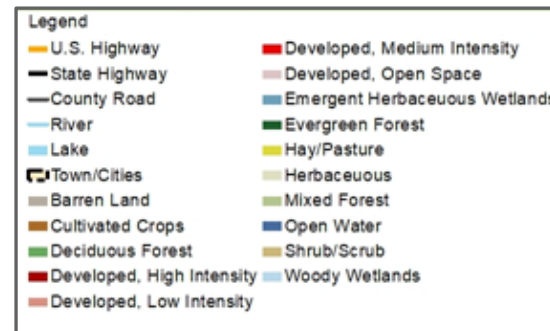 Legend
U.S. Highway
State Highway
County Road
River
Lake
Town/Cities
Barren Land
Cultivated Crops
Deciduous Forest
Developed, High Intensity
Developed, Low Intensity
Developed, Medium Intensity
Developed, Open Space
Emergent Herbaceuous Wetlands
Evergreen Forest
Hay/Pasture
Herbaceuous
Mixed Forest
Open Water
Shrub/Scrub
Woody Wetlands